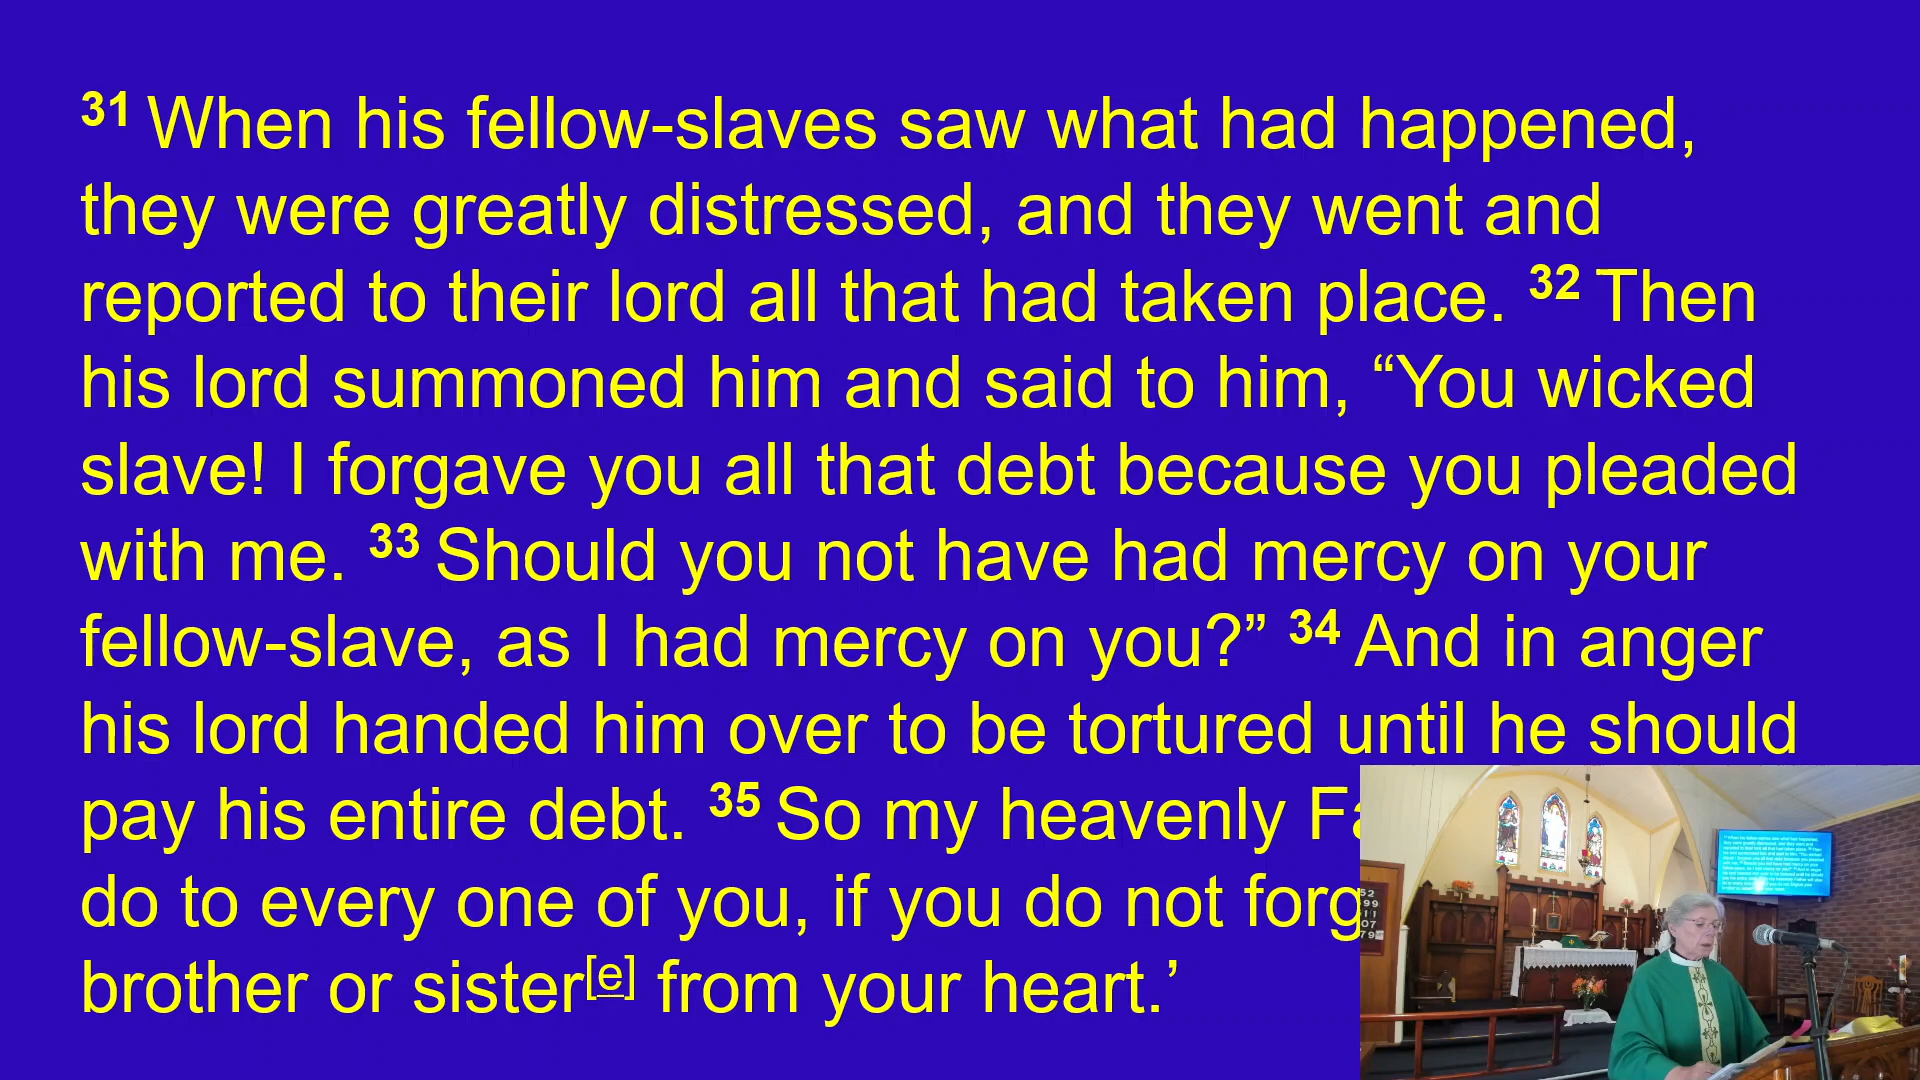 31 When his fellow-slaves saw what had happened,
they were greatly distressed, and they went and
reported to their lord all that had taken place. 32 Then
his lord summoned him and said to him, “You wicked
slave! I forgave you all that debt because you pleaded
with me. 33 Should you not have had mercy on your
fellow-slave, as I had mercy on you?” 34 And in anger
his lord handed him over to be tortured until he should
pay his entire debt. 35 So my heavenly
do to every one of you, if you do not
brother or sister[e] from your heart.’